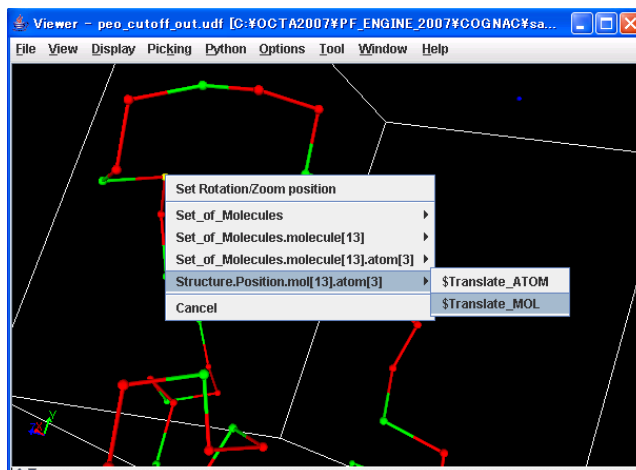 Viewer - peo_cutoff_out.udf [C:¥OCTA2007¥PF_ENGINE_2007¥COGNAC¥sa...
File View Display Picking Python Options Tool Window Help
Set Rotation/Zoom position
Set_of_Molecules
Set_of_Molecules.molecule[13]
Set_of_Molecules.molecule[13].atom[3]
Structure.Position.mol[13].atom[3]
$Translate_ATOM
$Translate_MOL
Cancel
Y
ZX